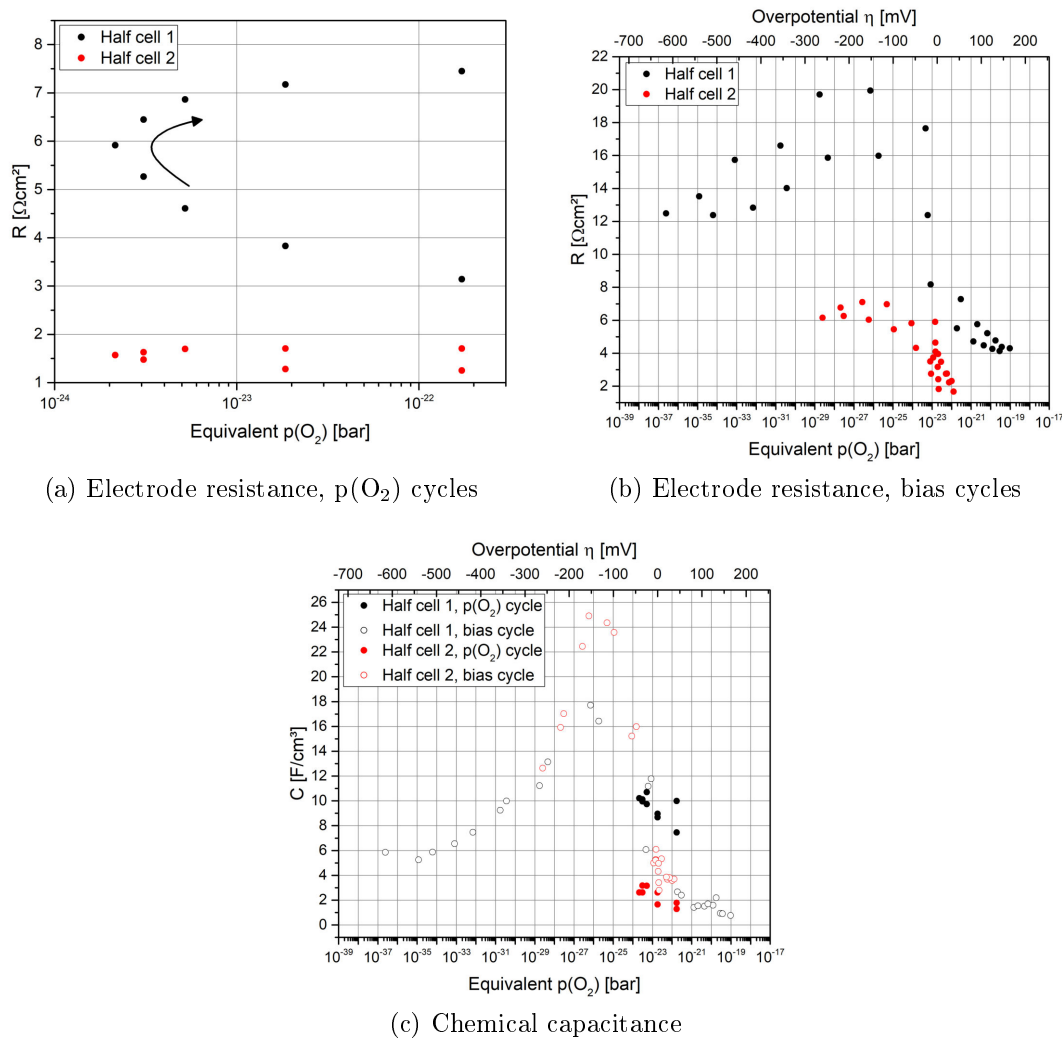 Half cell 1
Half cell 2
8
7
6
5
4
3
2
1
R [Ωcm²]
10⁻²⁴ 10⁻²³ 10⁻²²
Equivalent p(O₂) [bar]
(a) Electrode resistance, p(O₂) cycles
Overpotential η [mV]
-700 -600 -500 -400 -300 -200 -100 0 100 200
Half cell 1
Half cell 2
22
20
18
16
14
12
10
8
6
4
2
R [Ωcm²]
10⁻³⁹ 10⁻³⁷ 10⁻³⁵ 10⁻³³ 10⁻³¹ 10⁻²⁹ 10⁻²⁷ 10⁻²⁵ 10⁻²³ 10⁻²¹ 10⁻¹⁹ 10⁻¹⁷
Equivalent p(O₂) [bar]
(b) Electrode resistance, bias cycles
Overpotential η [mV]
-700 -600 -500 -400 -300 -200 -100 0 100 200
Half cell 1, p(O₂) cycle
Half cell 1, bias cycle
Half cell 2, p(O₂) cycle
Half cell 2, bias cycle
26
24
22
20
18
16
14
12
10
8
6
4
2
0
C [F/cm³]
10⁻³⁹ 10⁻³⁷ 10⁻³⁵ 10⁻³³ 10⁻³¹ 10⁻²⁹ 10⁻²⁷ 10⁻²⁵ 10⁻²³ 10⁻²¹ 10⁻¹⁹ 10⁻¹⁷
Equivalent p(O₂) [bar]
(c) Chemical capacitance